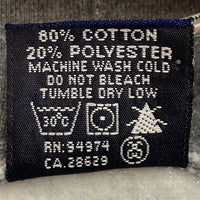 80% COTTON
20% POLYESTER
MACHINE WASH COLD
DO NOT BLEACH
TUMBLE DRY LOW
30°C
RN: 94974
CA. 28629